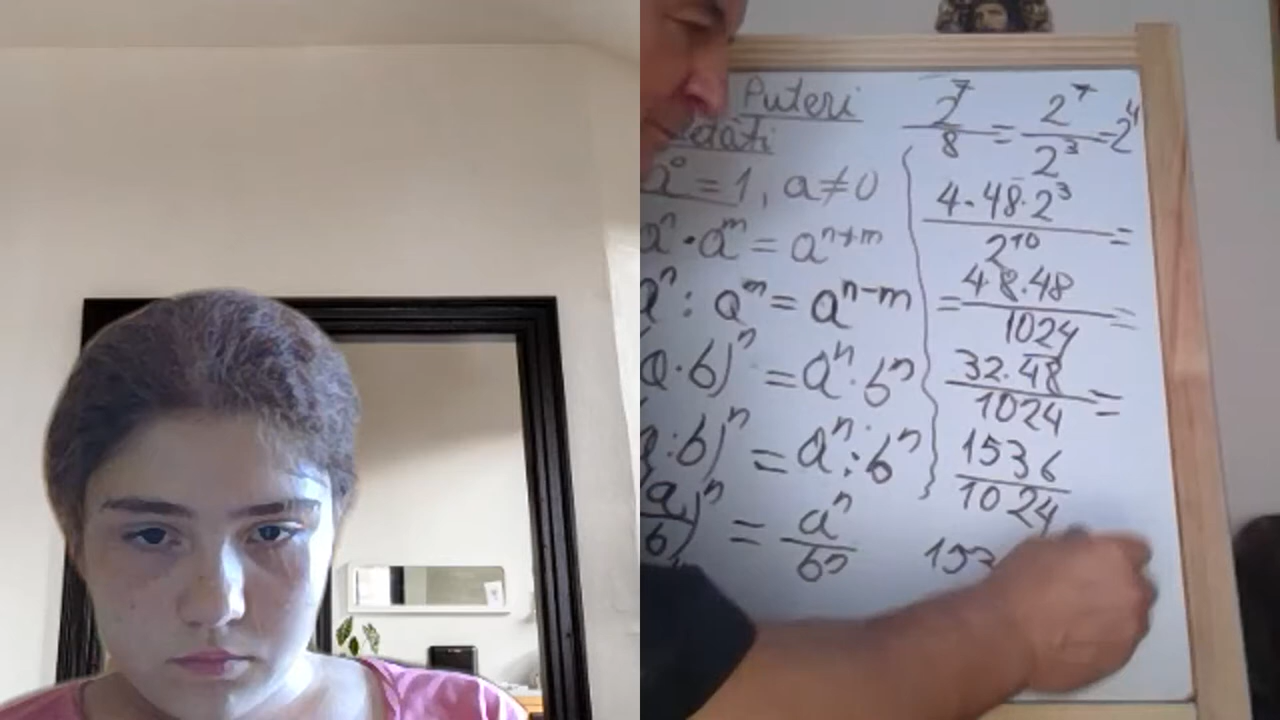 Puteri
a⁰ = 1, a ≠ 0
aⁿ · aᵐ = aⁿ⁺ᵐ
aⁿ : aᵐ = aⁿ⁻ᵐ
a · b)ⁿ = aⁿ · bⁿ
: b)ⁿ = aⁿ : bⁿ
a/b)ⁿ = aⁿ/bⁿ
2⁷/8 = 2⁷/2³ = 2⁴
4 · 48 · 2³/2¹⁰ =
= 4 · 8 · 48/1024 =
32 · 48/1024 =
1536/1024
153